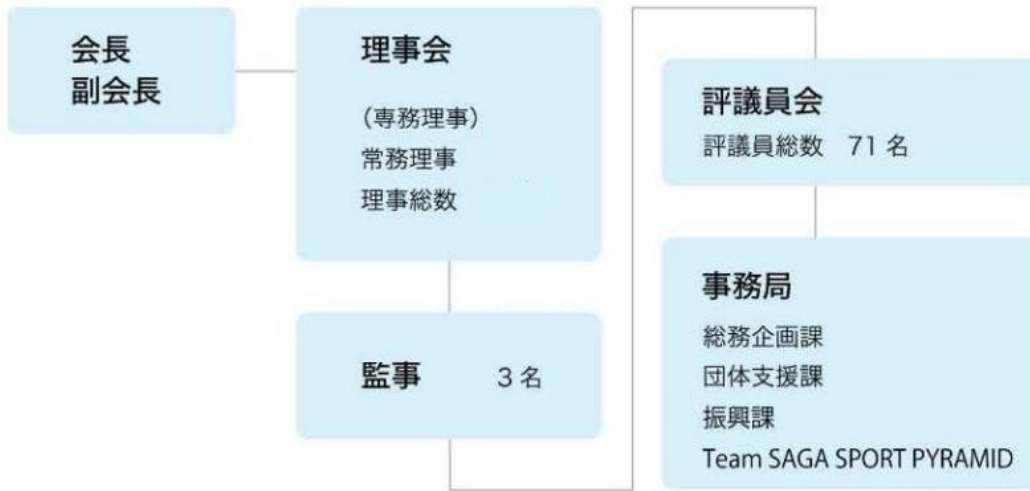 会長
副会長
理事会
（専務理事）
常務理事
理事総数
監事　3名
評議員会
評議員総数　71名
事務局
総務企画課
団体支援課
振興課
Team SAGA SPORT PYRAMID